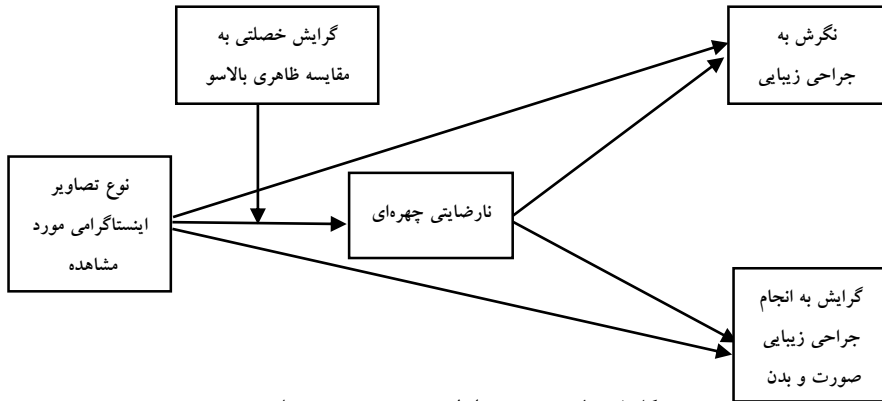 گرایش خصلتی به
مقایسه ظاهری بالاسو
نگرش به
جراحی زیبایی
نوع تصاویر
اینستاگرامی مورد
مشاهده
نارضایتی چهره‌ای
گرایش به انجام
جراحی زیبایی
صورت و بدن